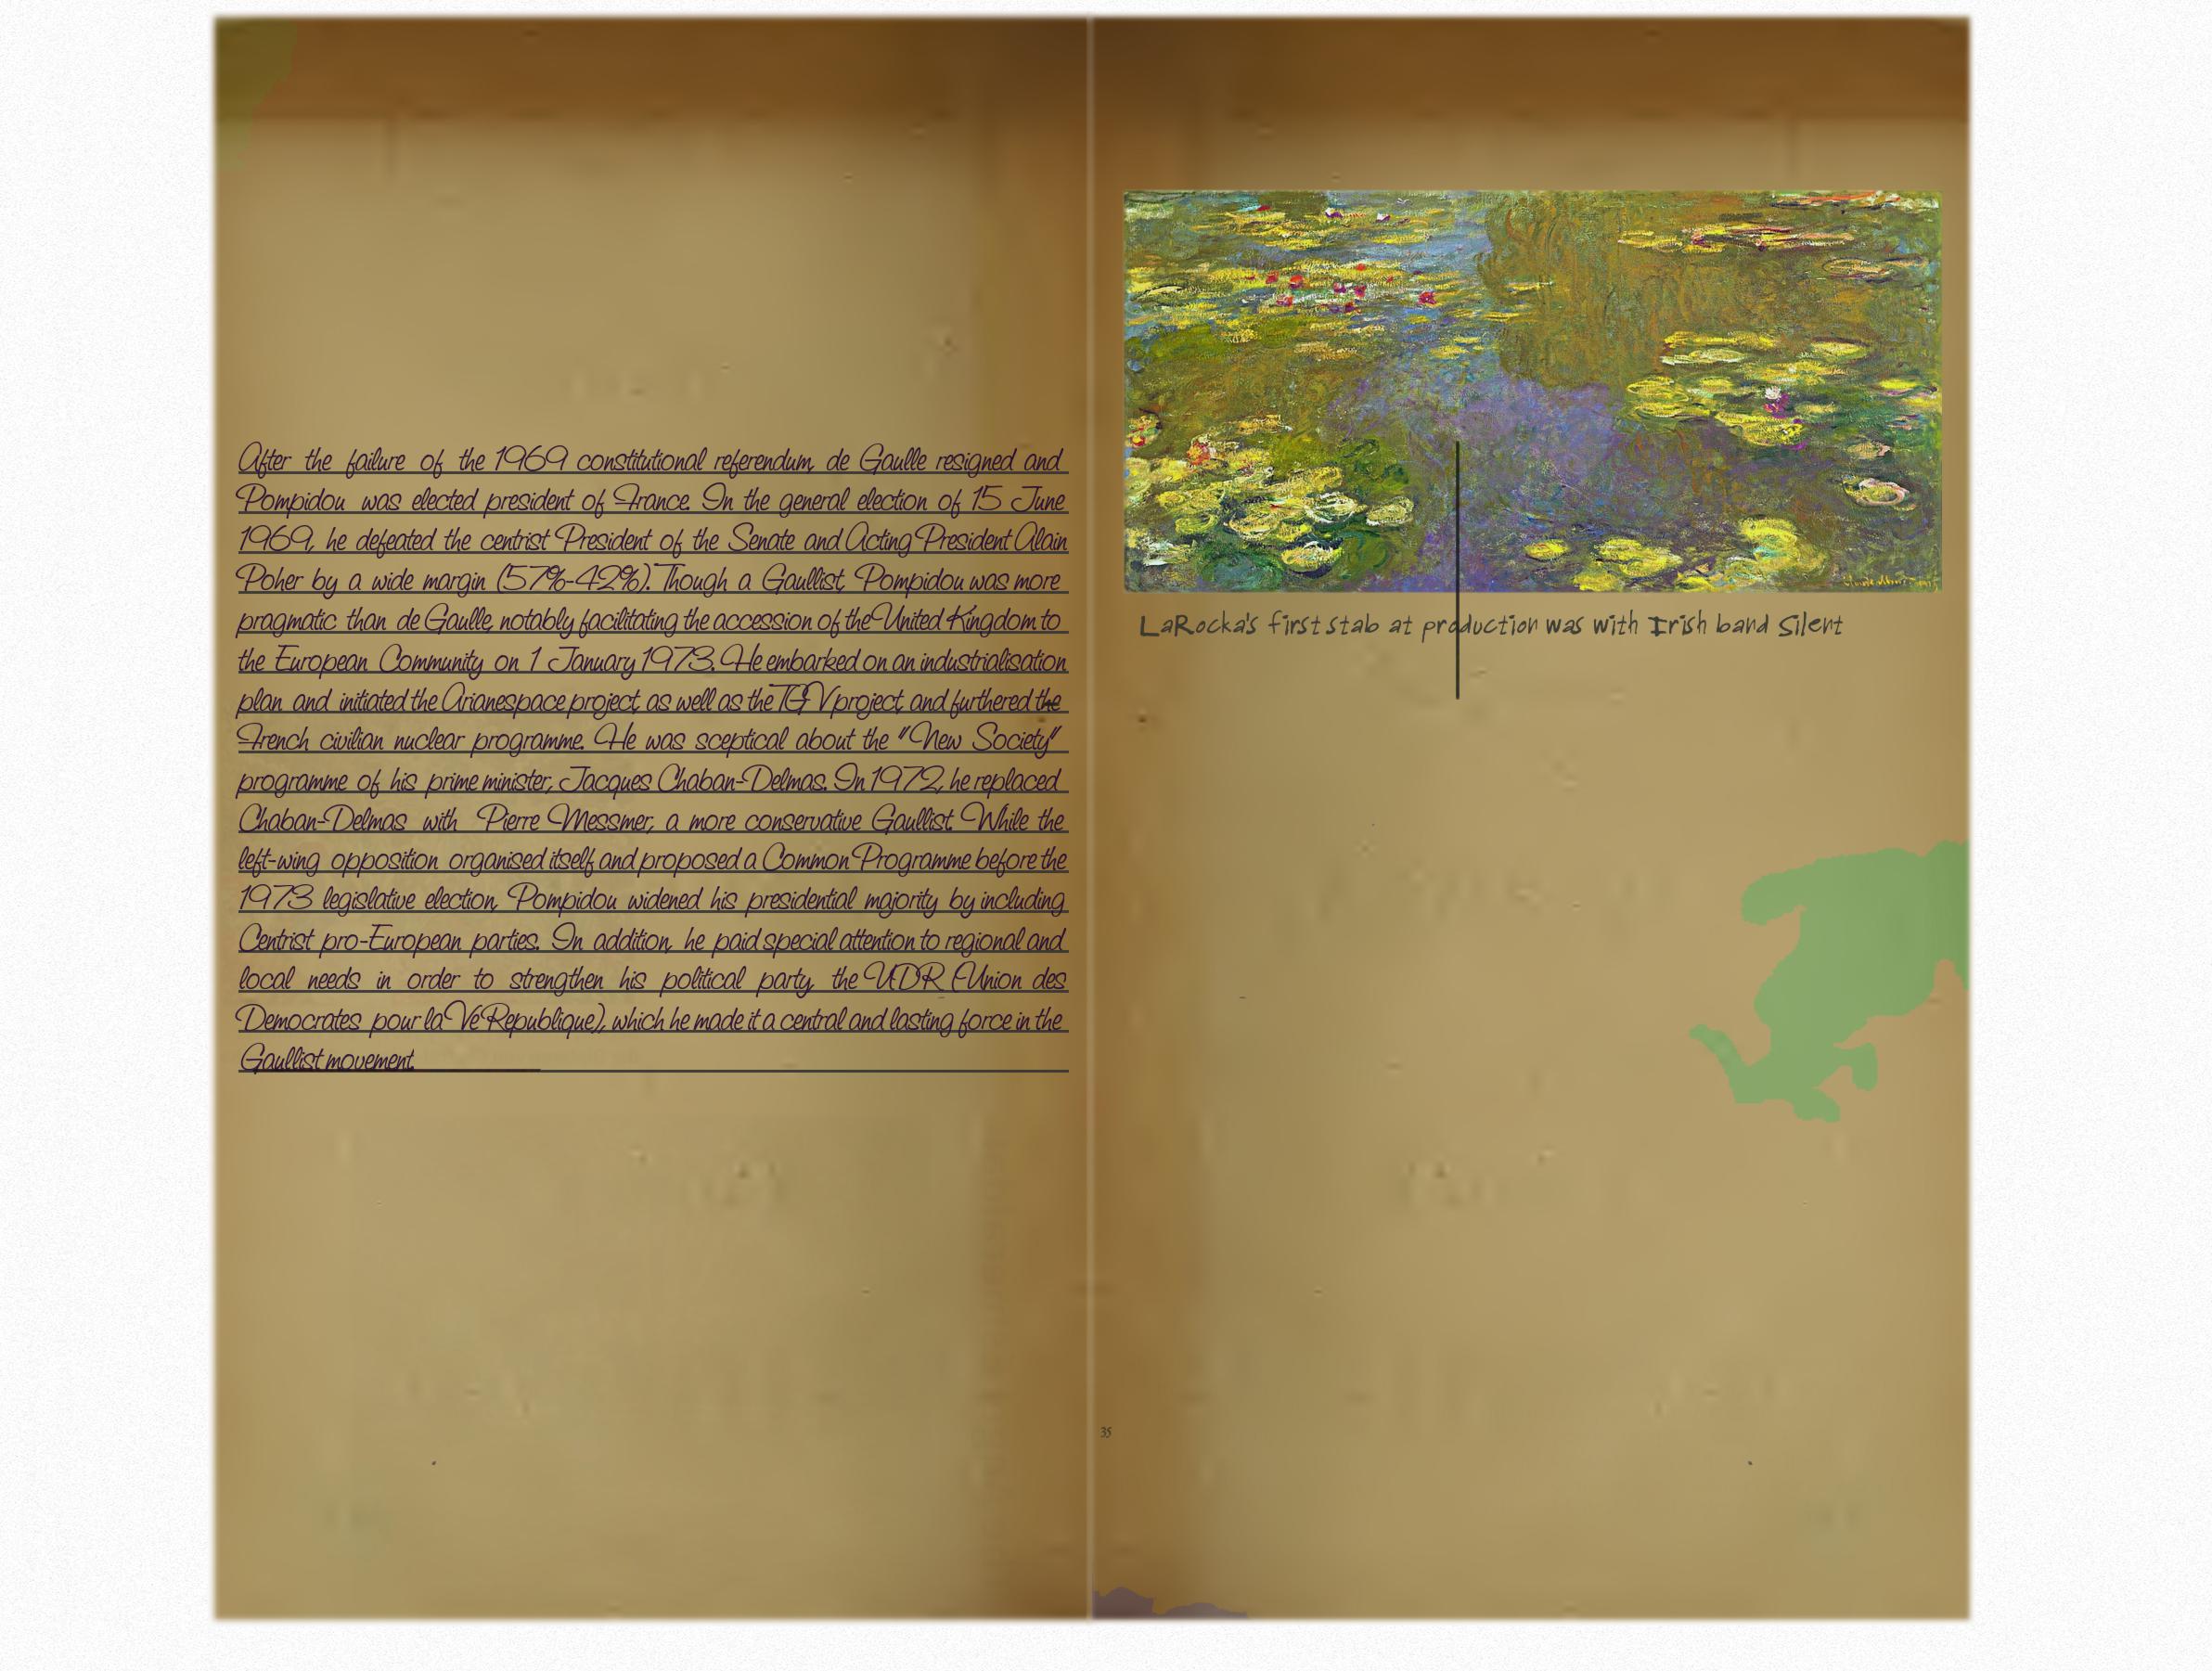 After the failure of the 1969 constitutional referendum, de Gaulle resigned and
Pompidou was elected president of France. In the general election of 15 June
1969, he defeated the centrist President of the Senate and Acting President Alain
Poher by a wide margin (57%-42%). Though a Gaullist, Pompidou was more
pragmatic than de Gaulle, notably facilitating the accession of the United Kingdom to
the European Community on 1 January 1973. He embarked on an industrialisation
plan and initiated the Arianespace project, as well as the TGV project, and furthered the
French civilian nuclear programme. He was sceptical about the "New Society"
programme of his prime minister, Jacques Chaban-Delmas. In 1972, he replaced
Chaban-Delmas with Pierre Messmer, a more conservative Gaullist. While the
left-wing opposition organised itself and proposed a Common Programme before the
1973 legislative election, Pompidou widened his presidential majority by including
Centrist pro-European parties. In addition, he paid special attention to regional and
local needs in order to strengthen his political party, the UDR (Union des
Democrates pour la Ve Republique), which he made it a central and lasting force in the
Gaullist movement.
LaRocka's first stab at production was with Irish band Silent
35